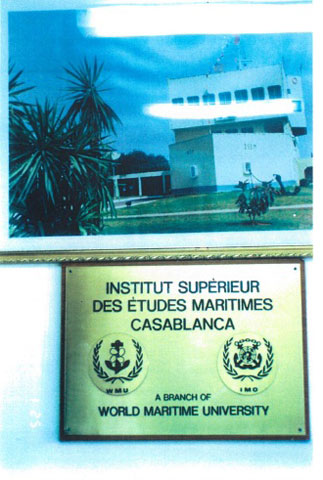 INSTITUT SUPÉRIEUR
DES ÉTUDES MARITIMES
CASABLANCA
WMU
IMO
A BRANCH OF
WORLD MARITIME UNIVERSITY